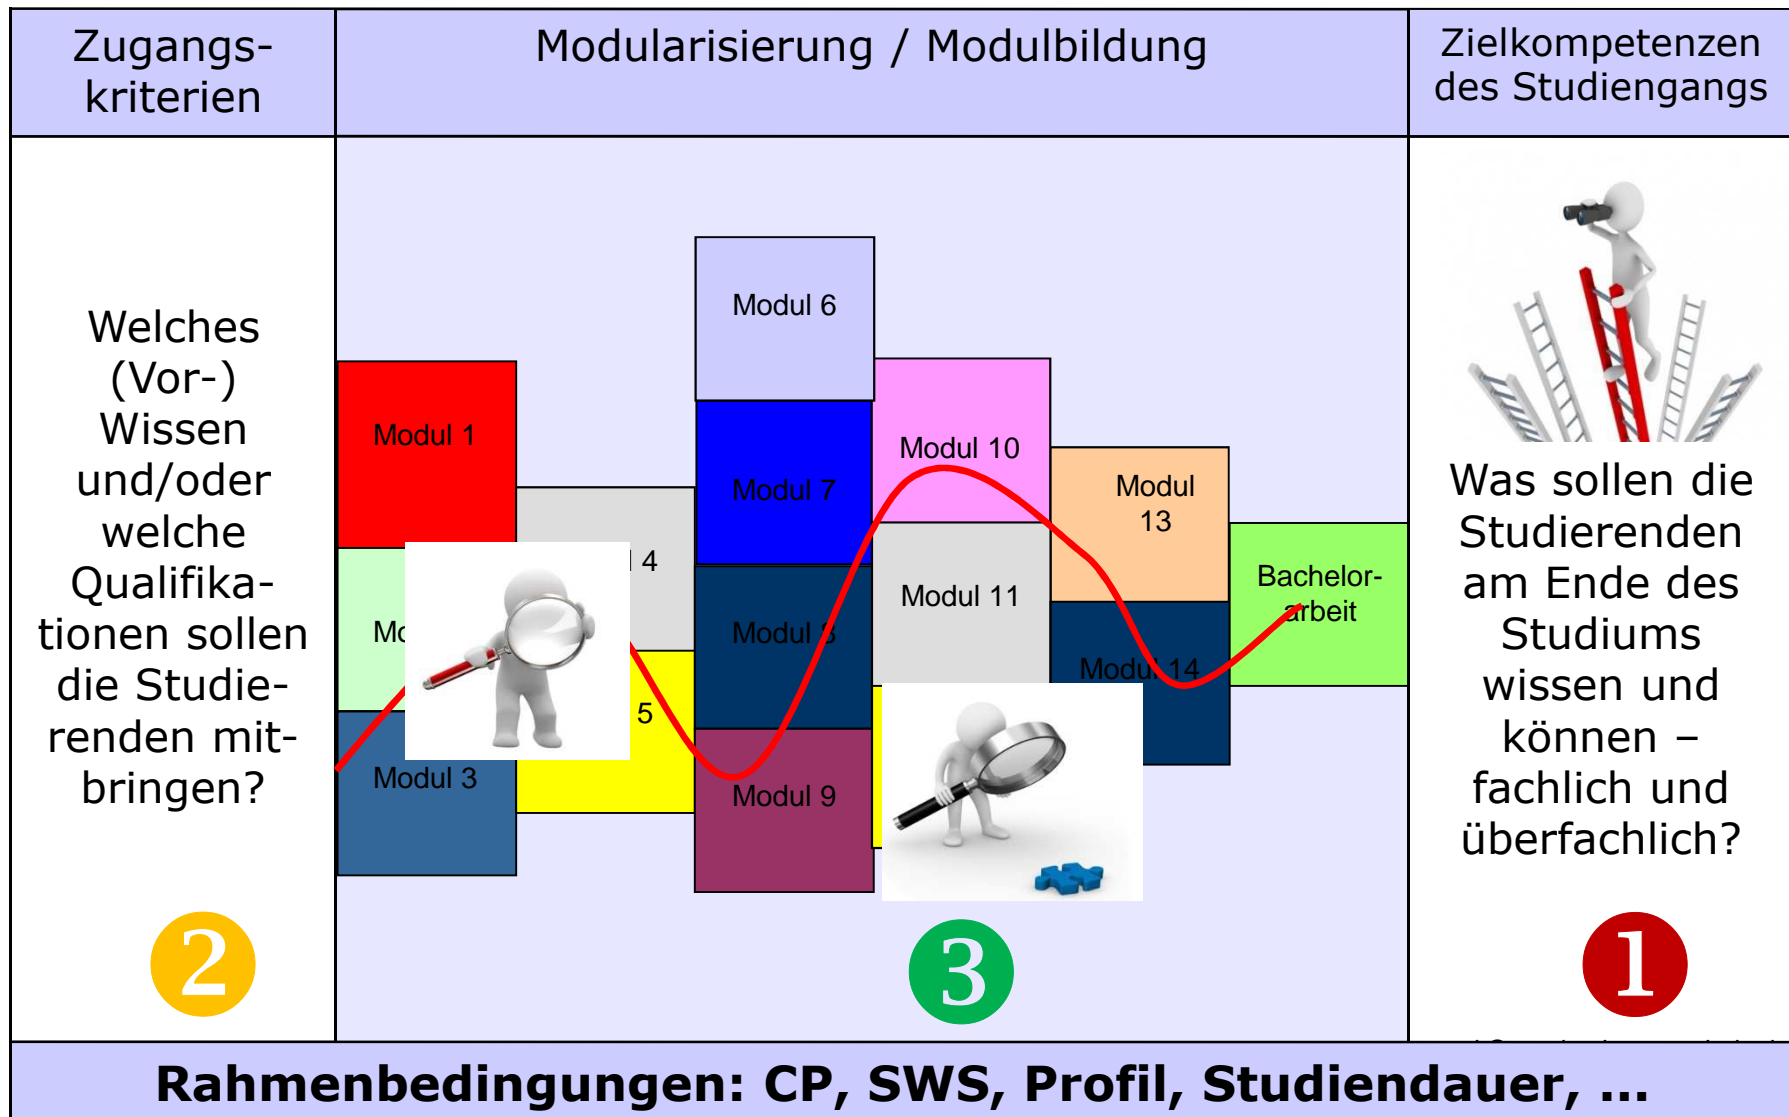 Zugangs-
kriterien
Modularisierung / Modulbildung
Zielkompetenzen
des Studiengangs
Welches
(Vor-)
Wissen
und/oder
welche
Qualifika-
tionen sollen
die Studie-
renden mit-
bringen?
2
Modul 1
Modul 3
4
5
Modul 6
Modul 7
Modul 8
Modul 9
Modul 10
Modul 11
Modul
13
Modul 14
Bachelor-
arbeit
3
Was sollen die
Studierenden
am Ende des
Studiums
wissen und
können –
fachlich und
überfachlich?
1
Rahmenbedingungen: CP, SWS, Profil, Studiendauer, ...